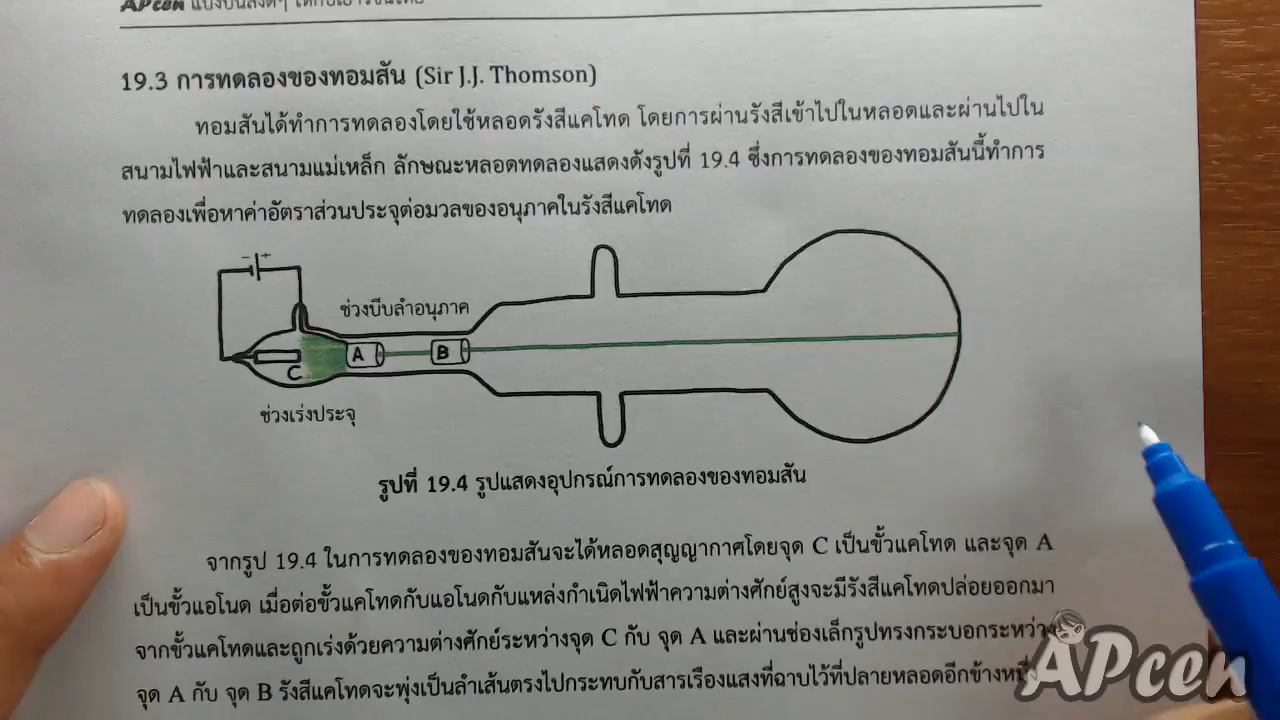 APcen แบ่งปันสิ่งดีๆ ให้กับเยาวชนไทย
19.3 การทดลองของทอมสัน (Sir J.J. Thomson)
ทอมสันได้ทำการทดลองโดยใช้หลอดรังสีแคโทด โดยการผ่านรังสีเข้าไปในหลอดและผ่านไปใน
สนามไฟฟ้าและสนามแม่เหล็ก ลักษณะหลอดทดลองแสดงดังรูปที่ 19.4 ซึ่งการทดลองของทอมสันนี้ทำการ
ทดลองเพื่อหาค่าอัตราส่วนประจุต่อมวลของอนุภาคในรังสีแคโทด
- +
ช่วงบีบลำอนุภาค
A B
C
ช่วงเร่งประจุ
รูปที่ 19.4 รูปแสดงอุปกรณ์การทดลองของทอมสัน
จากรูป 19.4 ในการทดลองของทอมสันจะได้หลอดสุญญากาศโดยจุด C เป็นขั้วแคโทด และจุด A
เป็นขั้วแอโนด เมื่อต่อขั้วแคโทดกับแอโนดกับแหล่งกำเนิดไฟฟ้าความต่างศักย์สูงจะมีรังสีแคโทดปล่อยออกมา
จากขั้วแคโทดและถูกเร่งด้วยความต่างศักย์ระหว่างจุด C กับ จุด A และผ่านช่องเล็กรูปทรงกระบอกระหว่าง
จุด A กับ จุด B รังสีแคโทดจะพุ่งเป็นลำเส้นตรงไปกระทบกับสารเรืองแสงที่ฉาบไว้ที่ปลายหลอดอีกข้างหนึ่ง
APcen